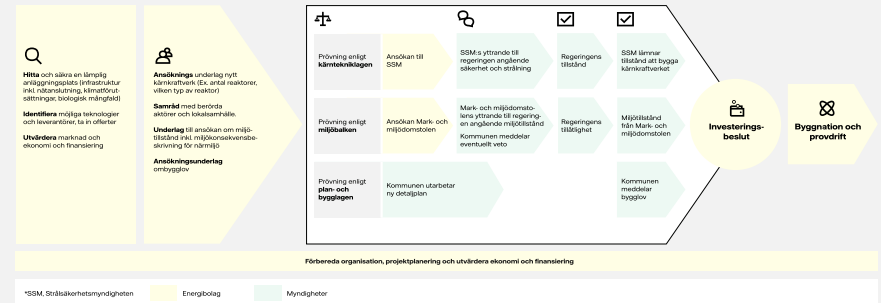 Hitta och säkra en lämplig
anläggningsplats (infrastruktur
inkl. nätanslutning, klimatförut-
sättningar, biologisk mångfald)
Identifiera möjliga teknologier
och leverantörer, ta in offerter
Utvärdera marknad och
ekonomi och finansiering
Ansöknings underlag nytt
kärnkraftverk (Ex. antal reaktorer,
vilken typ av reaktor)
Samråd med berörda
aktörer och lokalsamhälle.
Underlag till ansökan om miljö-
tillstånd inkl. miljökonsekvensbe-
skrivning för närmiljö
Ansökningsunderlag
ombygglov
Prövning enligt
kärntekniklagen
Ansökan till
SSM
SSM:s yttrande till
regeringen angående
säkerhet och strålning
Regeringens
tillstånd
SSM lämnar
tillstånd att bygga
kärnkraftverket
Prövning enligt
miljöbalken
Ansökan Mark- och
miljödomstolen
Mark- och miljödomsto-
lens yttrande till regering-
en angående miljötillstånd
Kommunen meddelar
eventuellt veto
Regeringens
tillåtlighet
Miljötillstånd
från Mark- och
miljödomstolen
Prövning enligt
plan- och
bygglagen
Kommunen utarbetar
ny detaljplan
Kommunen
meddelar
bygglov
Investerings-
beslut
Byggnation och
provdrift
Förbereda organisation, projektplanering och utvärdera ekonomi och finansiering
*SSM, Strålsäkerhetsmyndigheten
Energibolag
Myndigheter